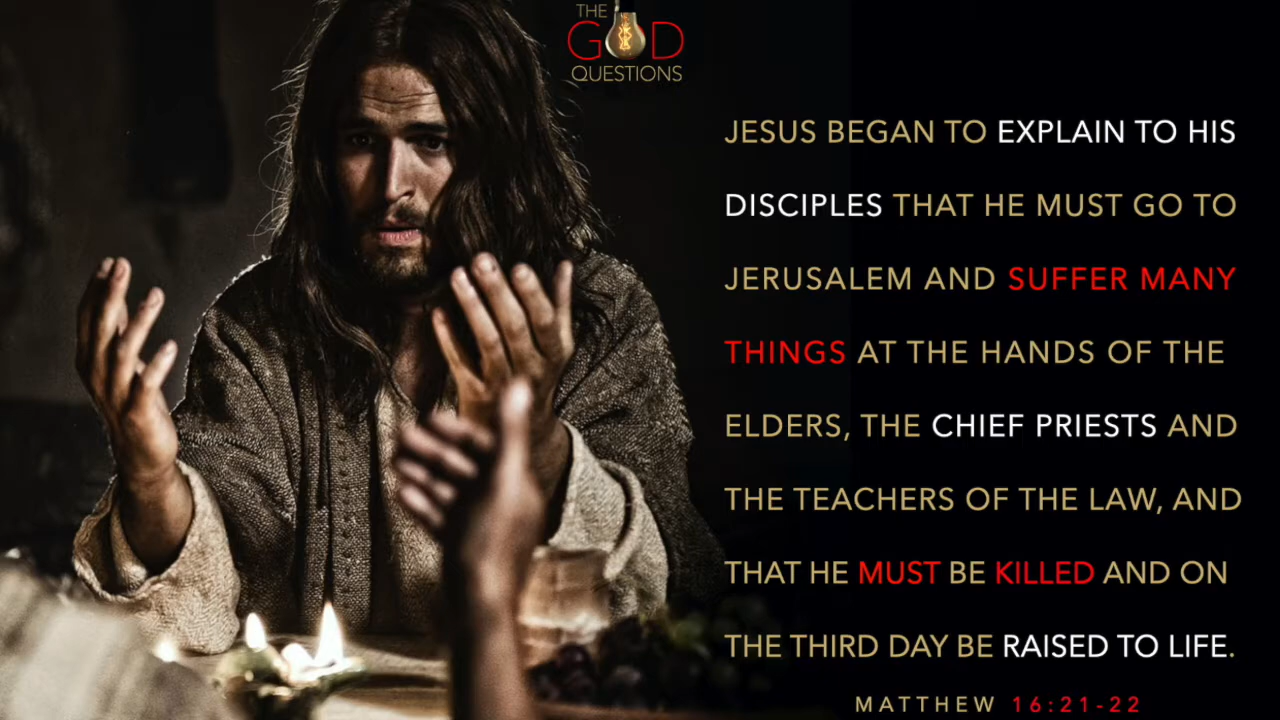 THE
GOD
QUESTIONS
JESUS BEGAN TO EXPLAIN TO HIS
DISCIPLES THAT HE MUST GO TO
JERUSALEM AND SUFFER MANY
THINGS AT THE HANDS OF THE
ELDERS, THE CHIEF PRIESTS AND
THE TEACHERS OF THE LAW, AND
THAT HE MUST BE KILLED AND ON
THE THIRD DAY BE RAISED TO LIFE.
MATTHEW 16:21-22